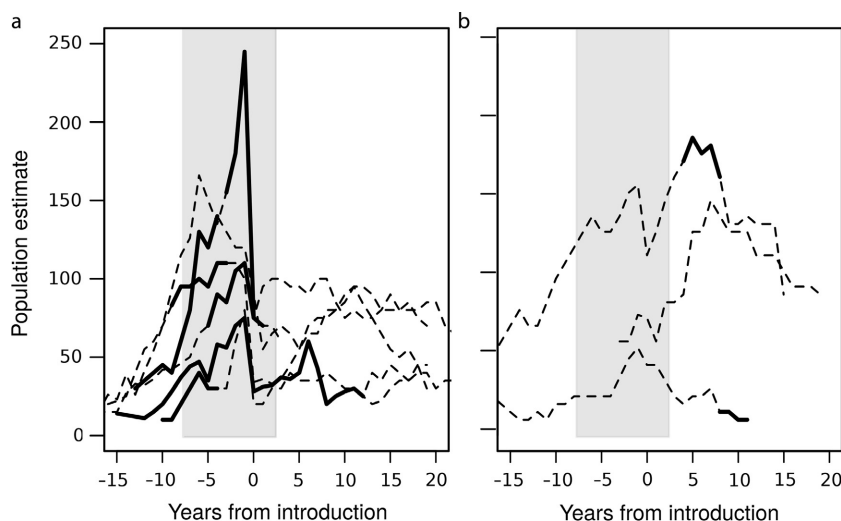 a
b
250
200
150
100
50
0
Population estimate
-15 -10 -5 0 5 10 15 20
-15 -10 -5 0 5 10 15 20
Years from introduction
Years from introduction